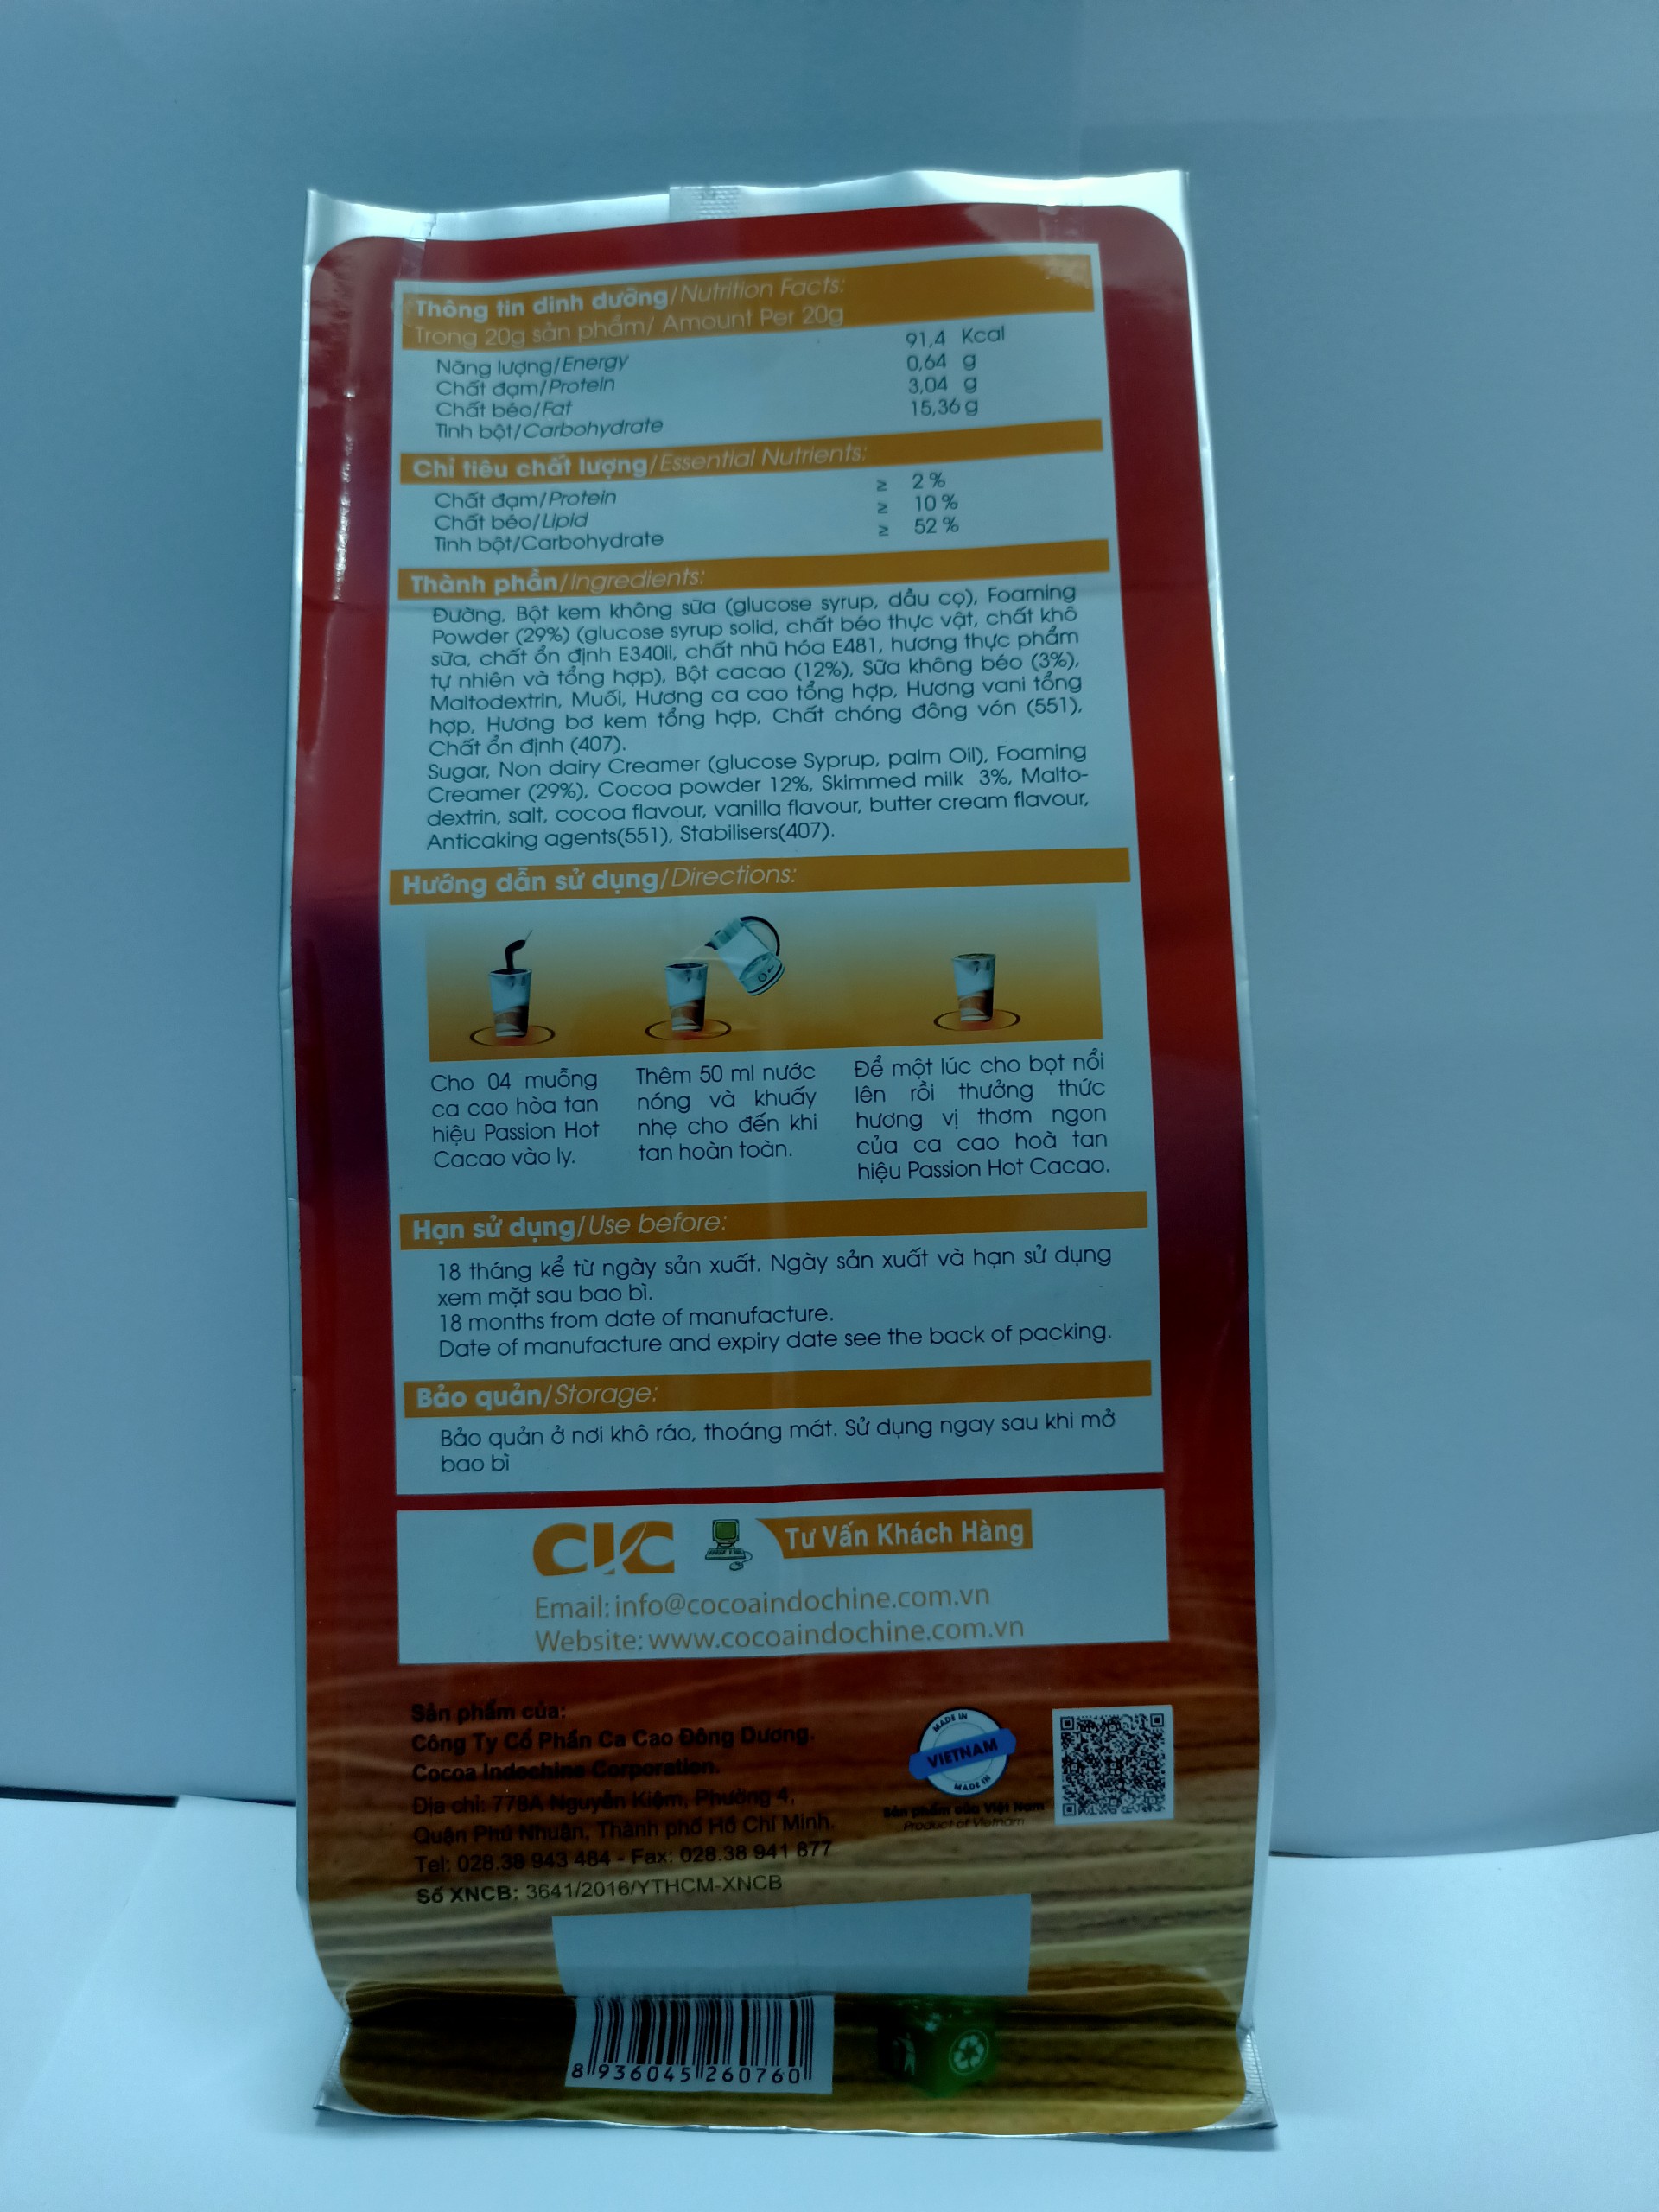 Thông tin dinh dưỡng/Nutrition Facts:
Trong 20g sản phẩm/ Amount Per 20g
Năng lượng/Energy 91,4 Kcal
Chất đạm/Protein 0,64 g
Chất béo/Fat 3,04 g
Tinh bột/Carbohydrate 15,36 g
Chỉ tiêu chất lượng/Essential Nutrients:
Chất đạm/Protein ≥ 2 %
Chất béo/Lipid ≥ 10 %
Tinh bột/Carbohydrate ≥ 52 %
Thành phần/Ingredients:
Đường, Bột kem không sữa (glucose syrup, dầu cọ), Foaming
Powder (29%) (glucose syrup solid, chất béo thực vật, chất khô
sữa, chất ổn định E340ii, chất nhũ hóa E481, hương thực phẩm
tự nhiên và tổng hợp), Bột cacao (12%), Sữa không béo (3%),
Maltodextrin, Muối, Hương ca cao tổng hợp, Hương vani tổng
hợp, Hương bơ kem tổng hợp, Chất chóng đông vón (551),
Chất ổn định (407).
Sugar, Non dairy Creamer (glucose Syprup, palm Oil), Foaming
Creamer (29%), Cocoa powder 12%, Skimmed milk 3%, Malto-
dextrin, salt, cocoa flavour, vanilla flavour, butter cream flavour,
Anticaking agents(551), Stabilisers(407).
Hướng dẫn sử dụng/Directions:
Cho 04 muỗng
ca cao hòa tan
hiệu Passion Hot
Cacao vào ly.
Thêm 50 ml nước
nóng và khuấy
nhẹ cho đến khi
tan hoàn toàn.
Để một lúc cho bọt nổi
lên rồi thưởng thức
hương vị thơm ngon
của ca cao hoà tan
hiệu Passion Hot Cacao.
Hạn sử dụng/Use before:
18 tháng kể từ ngày sản xuất. Ngày sản xuất và hạn sử dụng
xem mặt sau bao bì.
18 months from date of manufacture.
Date of manufacture and expiry date see the back of packing.
Bảo quản/Storage:
Bảo quản ở nơi khô ráo, thoáng mát. Sử dụng ngay sau khi mở
bao bì
CIC Tư Vấn Khách Hàng
Email: info@cocoaindochine.com.vn
Website: www.cocoaindochine.com.vn
Sản phẩm của:
Công Ty Cổ Phần Ca Cao Đông Dương.
Cocoa Indochine Corporation.
Địa chỉ: 778A Nguyễn Kiệm, Phường 4,
Quận Phú Nhuận, Thành phố Hồ Chí Minh.
Tel: 028.38 943 484 - Fax: 028.38 941 877
Số XNCB: 3641/2016/YTHCM-XNCB
MADE IN
VIETNAM
MADE IN
Sản phẩm của Việt Nam
Product of Vietnam
8 936045 260760